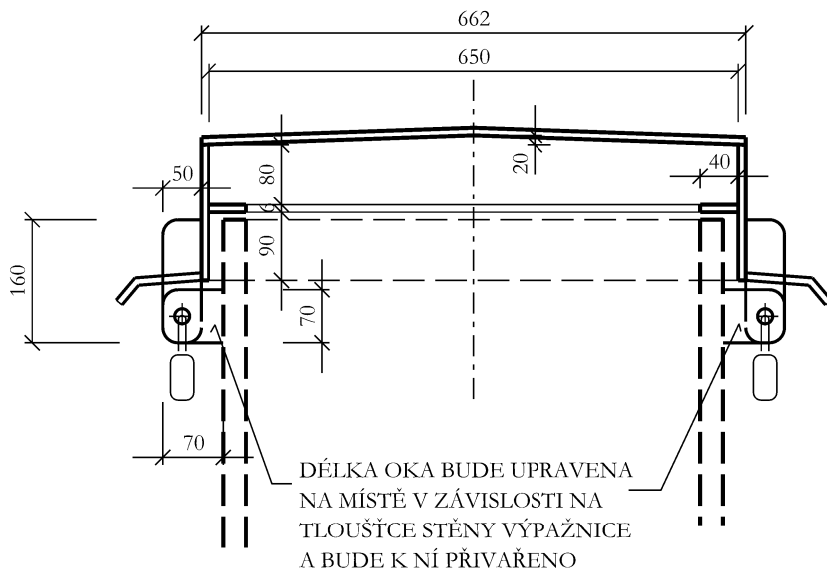 662
650
50
80
20
40
6
90
160
70
70
DÉLKA OKA BUDE UPRAVENA
NA MÍSTĚ V ZÁVISLOSTI NA
TLOUŠŤCE STĚNY VÝPAŽNICE
A BUDE K NÍ PŘIVAŘENO